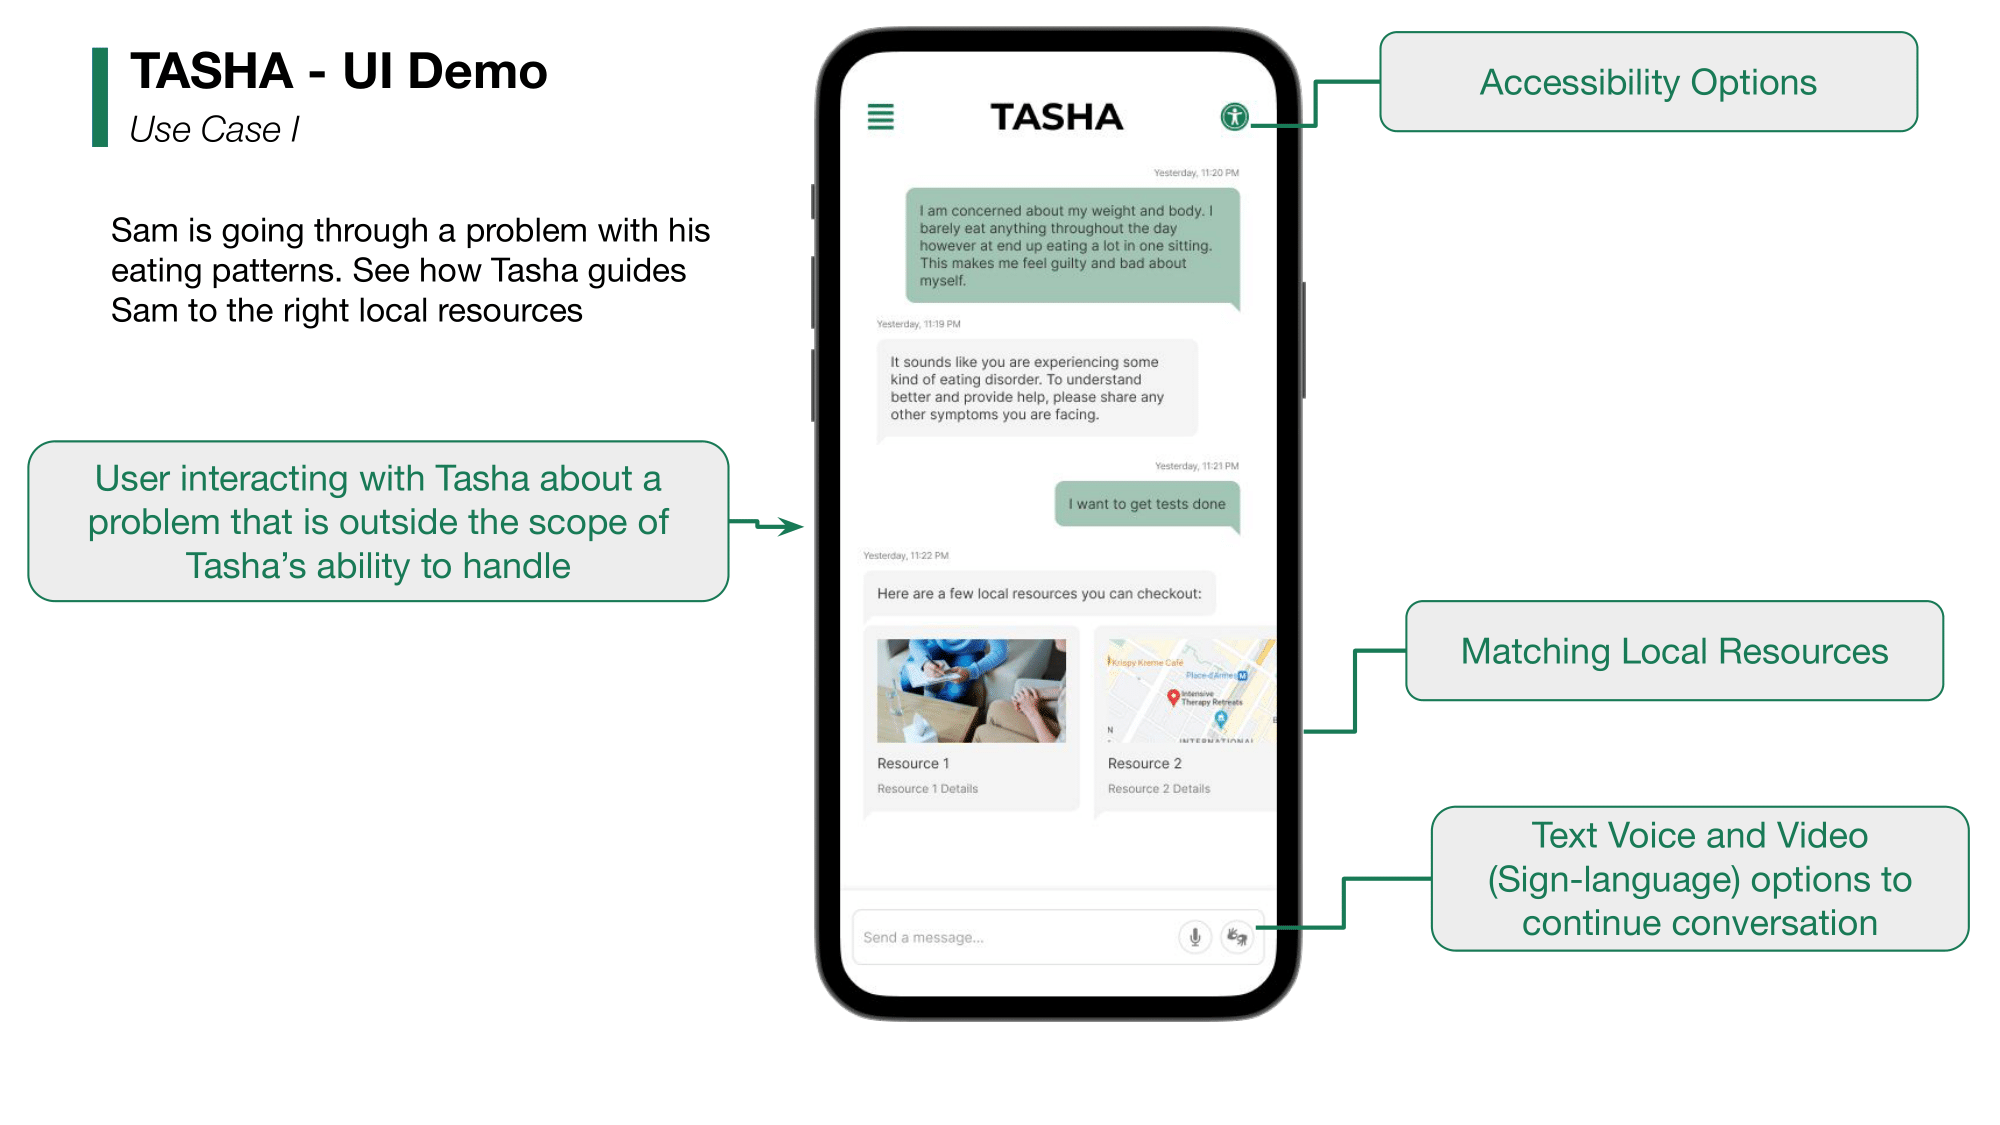 TASHA - UI Demo
Use Case I
Sam is going through a problem with his
eating patterns. See how Tasha guides
Sam to the right local resources
User interacting with Tasha about a
problem that is outside the scope of
Tasha’s ability to handle
TASHA
Yesterday, 11:20 PM
I am concerned about my weight and body. I
barely eat anything throughout the day
however at end up eating a lot in one sitting.
This makes me feel guilty and bad about
myself.
Yesterday, 11:19 PM
It sounds like you are experiencing some
kind of eating disorder. To understand
better and provide help, please share any
other symptoms you are facing.
Yesterday, 11:21 PM
I want to get tests done
Yesterday, 11:22 PM
Here are a few local resources you can checkout:
Krispy Kreme Café
Place-d'Armes M
Intensive
Therapy Retreats
N
INTERNATIONAL
Resource 1
Resource 1 Details
Resource 2
Resource 2 Details
Send a message...
Accessibility Options
Matching Local Resources
Text Voice and Video
(Sign-language) options to
continue conversation